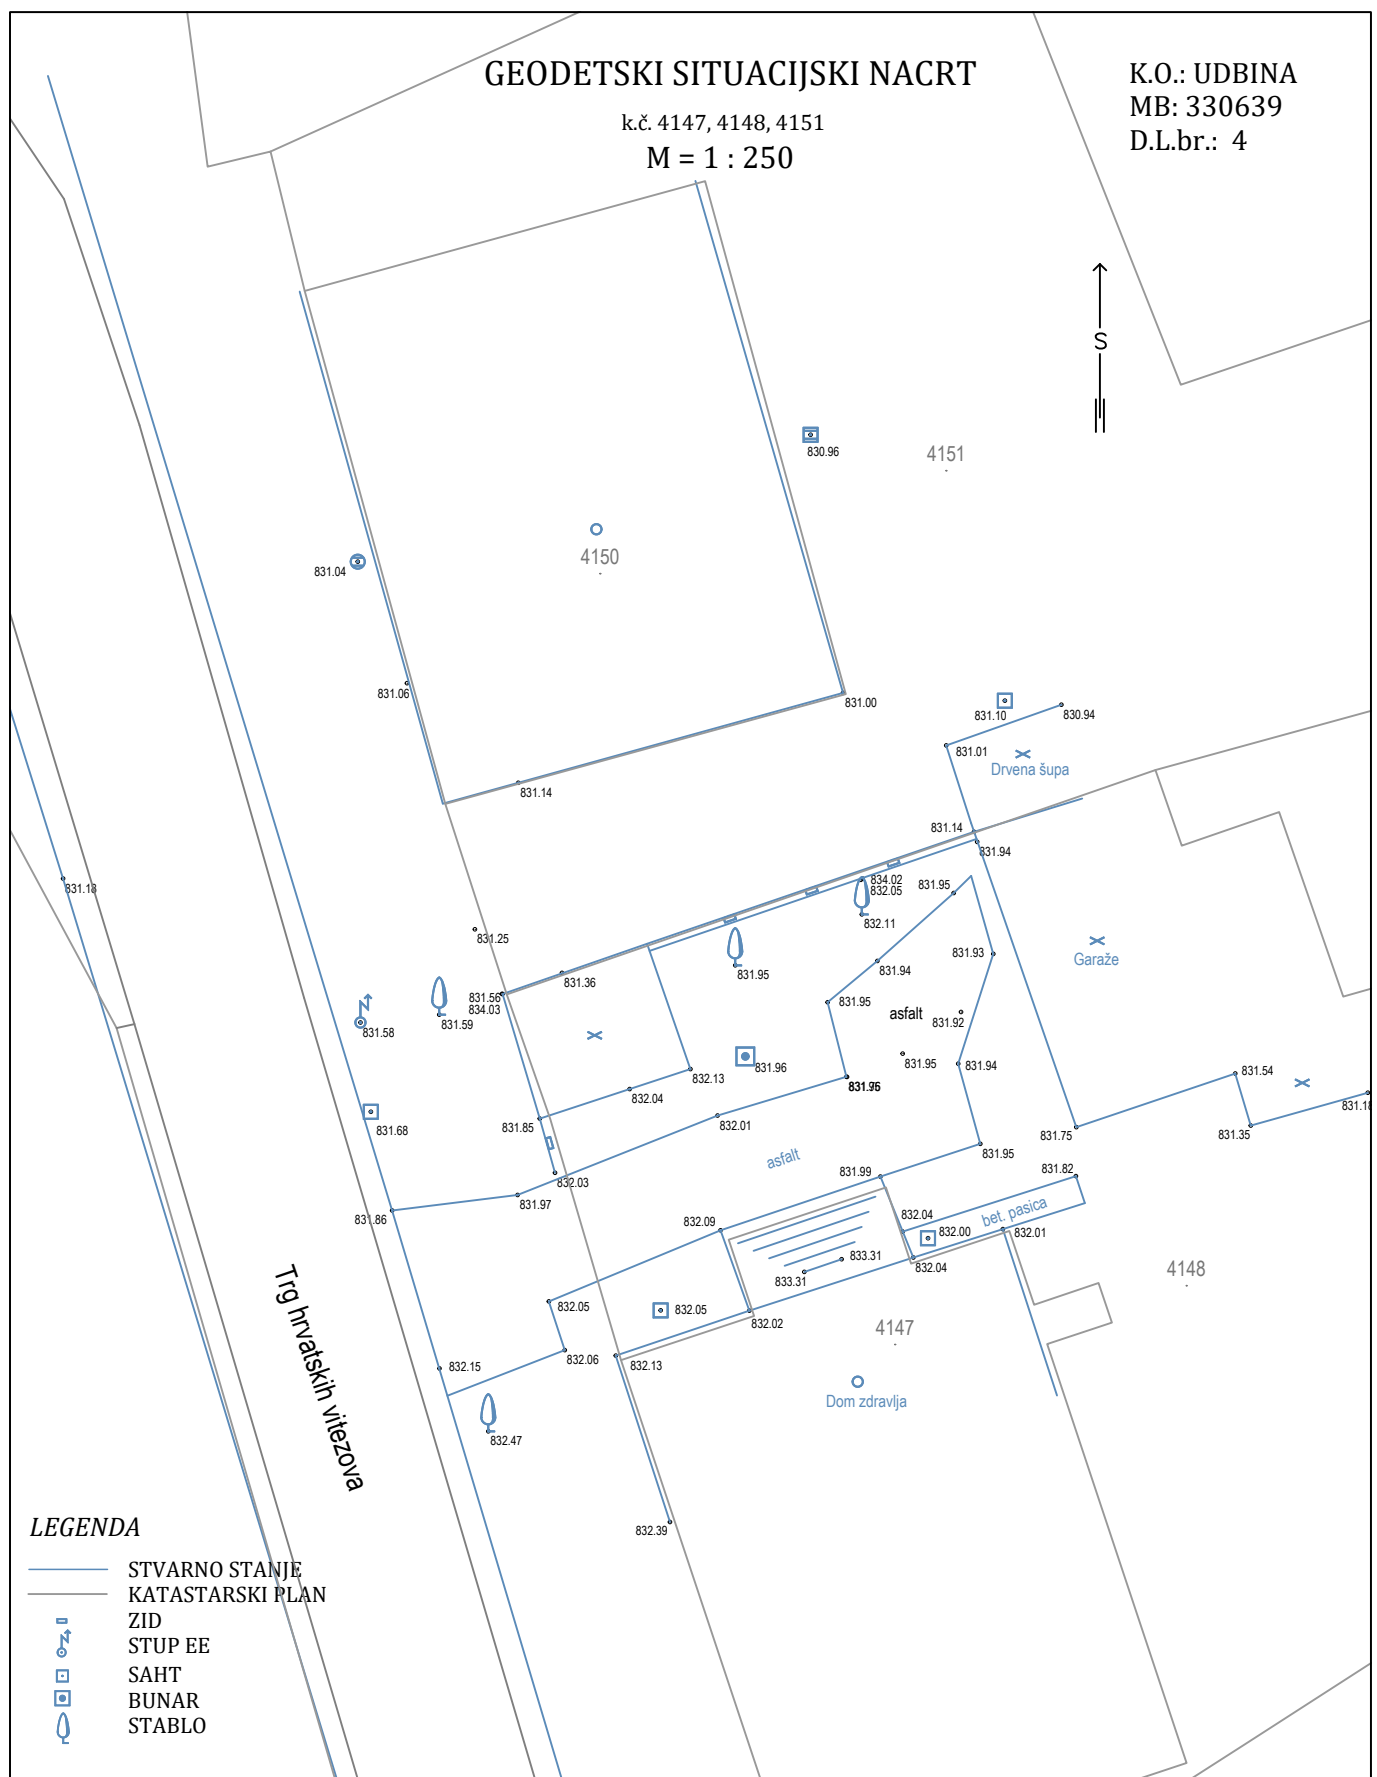 GEODETSKI SITUACIJSKI NACRT
k.č. 4147, 4148, 4151
M = 1 : 250
K.O.: UDBINA
MB: 330639
D.L.br.: 4
S
830.96
4151
4150
831.04
831.06
831.00
831.10
830.94
831.01
Drvena šupa
831.14
831.14
831.94
831.13
834.02
832.05
831.95
832.11
831.25
831.93
Garaže
831.95
831.94
831.36
831.56
834.03
831.95
asfalt
831.59
831.58
831.92
831.96
831.95
831.94
832.13
831.54
832.04
831.18
831.68
831.85
832.01
831.75
831.35
831.95
asfalt
831.99
831.82
832.03
831.97
831.86
832.09
832.04
bet. pasica
832.00
832.01
833.31
832.04
833.31
4148
832.05
832.05
832.02
4147
832.15
832.06
832.13
Dom zdravlja
Trg hrvatskih vitezova
832.47
832.39
LEGENDA
STVARNO STANJE
KATASTARSKI PLAN
ZID
STUP EE
SAHT
BUNAR
STABLO